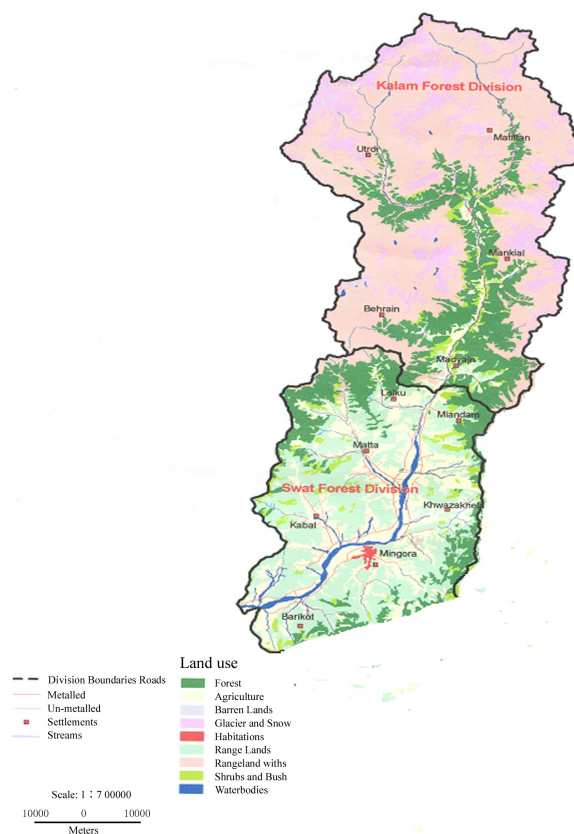 Kalam Forest Division
Matiltan
Utror
Mankial
Behrain
Madyain
Laiku
Miandam
Matta
Swat Forest Division
Khwazakhela
Kabal
Mingora
Barikot
Land use
Division Boundaries Roads
Metalled
Un-metalled
Settlements
Streams
Forest
Agriculture
Barren Lands
Glacier and Snow
Habitations
Range Lands
Rangeland withs
Shrubs and Bush
Waterbodies
Scale: 1：7 00000
10000 0 10000
Meters